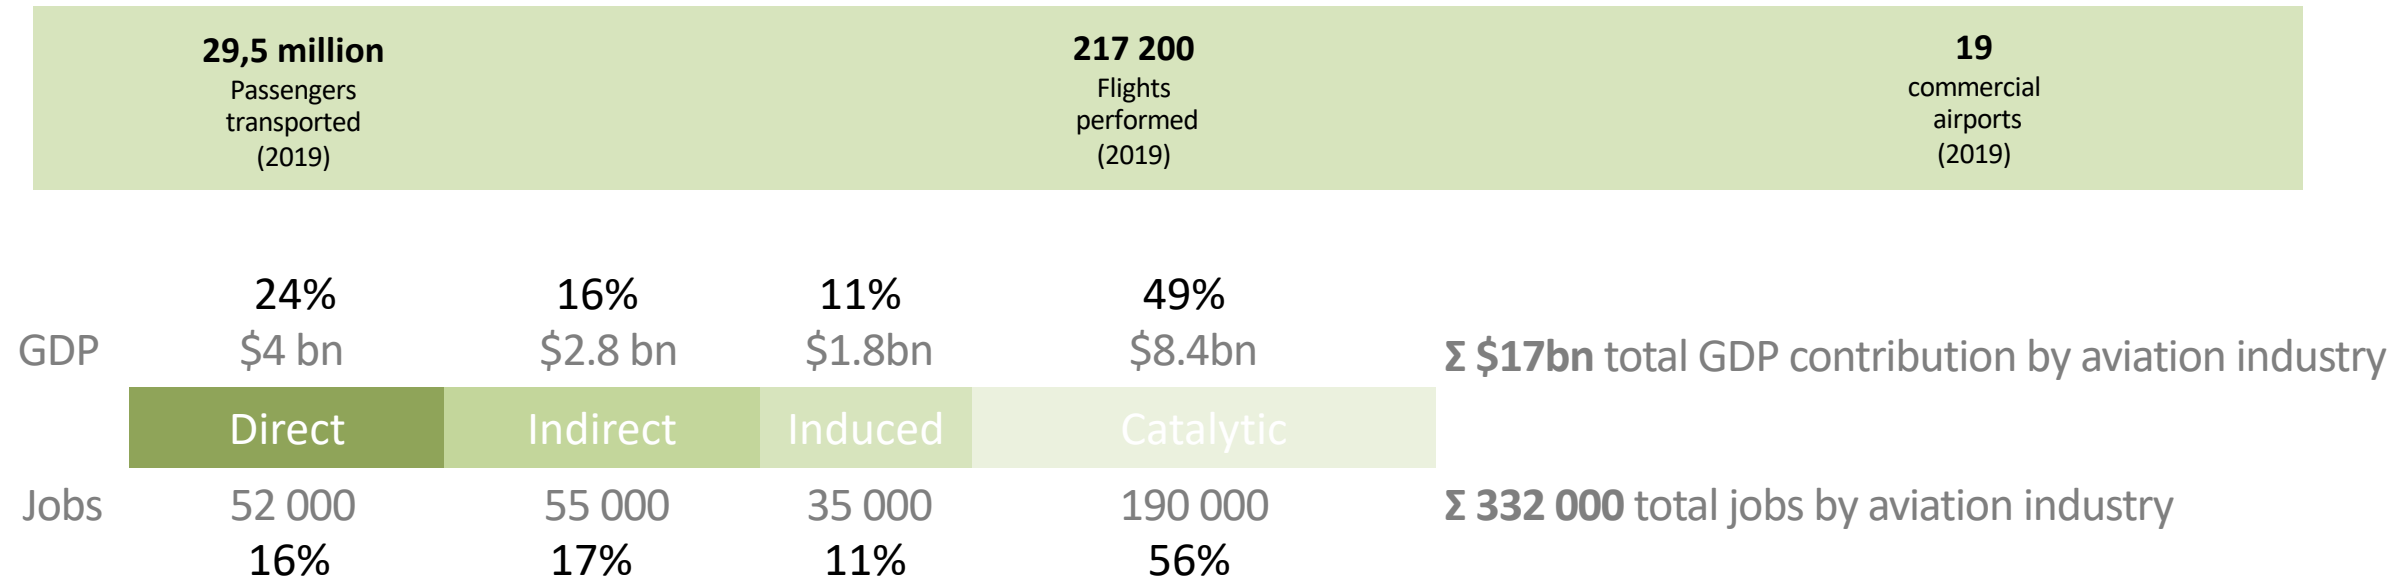 29,5 million
Passengers
transported
(2019)
217 200
Flights
performed
(2019)
19
commercial
airports
(2019)
24% 16% 11% 49%
GDP $4 bn $2.8 bn $1.8bn $8.4bn Σ $17bn total GDP contribution by aviation industry
Direct Indirect Induced Catalytic
Jobs 52 000 55 000 35 000 190 000 Σ 332 000 total jobs by aviation industry
16% 17% 11% 56%